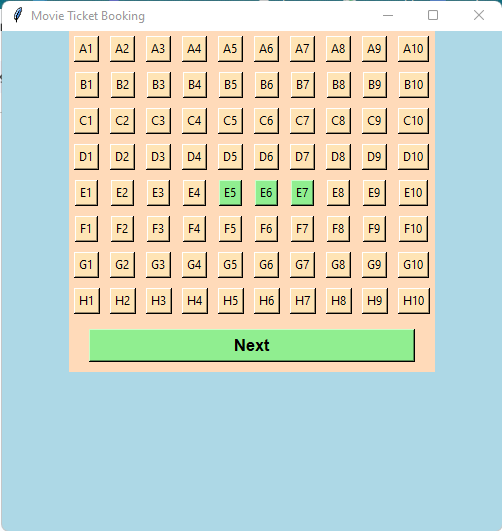 Movie Ticket Booking
A1 A2 A3 A4 A5 A6 A7 A8 A9 A10
B1 B2 B3 B4 B5 B6 B7 B8 B9 B10
C1 C2 C3 C4 C5 C6 C7 C8 C9 C10
D1 D2 D3 D4 D5 D6 D7 D8 D9 D10
E1 E2 E3 E4 E5 E6 E7 E8 E9 E10
F1 F2 F3 F4 F5 F6 F7 F8 F9 F10
G1 G2 G3 G4 G5 G6 G7 G8 G9 G10
H1 H2 H3 H4 H5 H6 H7 H8 H9 H10
Next